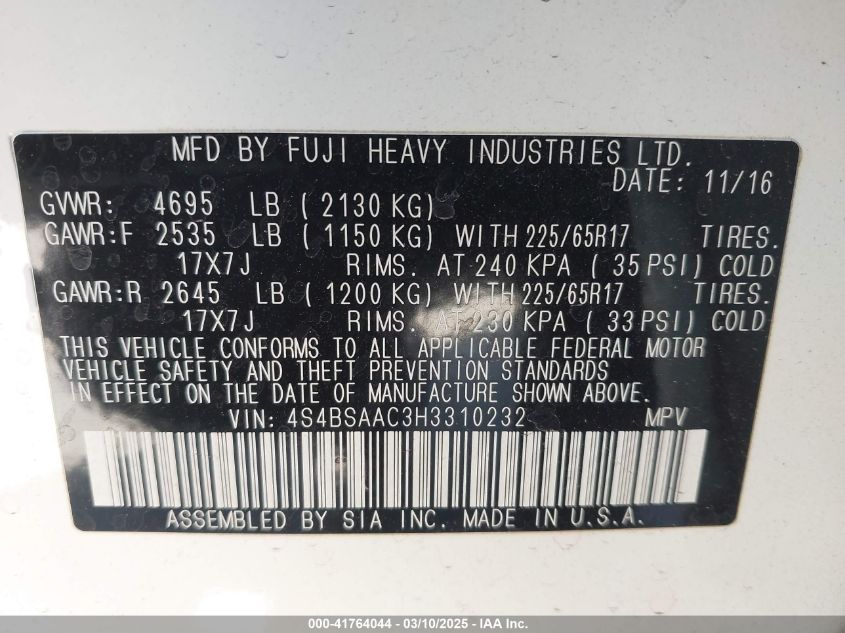 MFD BY FUJI HEAVY INDUSTRIES LTD.
DATE: 11/16
GVWR: 4695 LB ( 2130 KG)
GAWR:F 2535 LB ( 1150 KG) WITH 225/65R17 TIRES.
17X7J RIMS. AT 240 KPA ( 35 PSI) COLD
GAWR:R 2645 LB ( 1200 KG) WITH 225/65R17 TIRES.
17X7J RIMS. AT 230 KPA ( 33 PSI) COLD
THIS VEHICLE CONFORMS TO ALL APPLICABLE FEDERAL MOTOR
VEHICLE SAFETY AND THEFT PREVENTION STANDARDS
IN EFFECT ON THE DATE OF MANUFACTURE SHOWN ABOVE.
VIN: 4S4BSAAC3H3310232 MPV
ASSEMBLED BY SIA INC. MADE IN U.S.A.
000-41764044 - 03/10/2025 - IAA Inc.